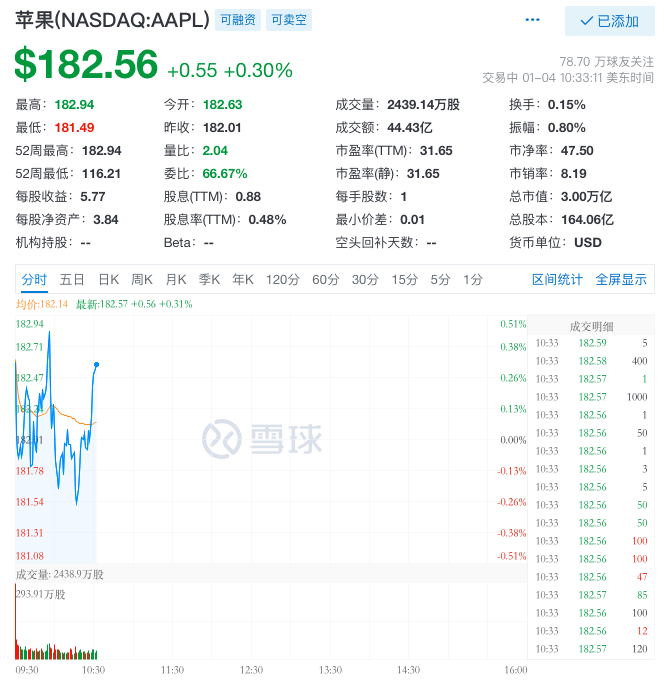 苹果(NASDAQ:AAPL) 可融资 可卖空 ··· ✓已添加
$182.56 +0.55 +0.30%
78.70 万球友关注
交易中 01-04 10:33:11 美东时间
最高：182.94 今开：182.63 成交量：2439.14万股 换手：0.15%
最低：181.49 昨收：182.01 成交额：44.43亿 振幅：0.80%
52周最高：182.94 量比：2.04 市盈率(TTM)：31.65 市净率：47.50
52周最低：116.21 委比：66.67% 市盈率(静)：31.65 市销率：8.19
每股收益：5.77 股息(TTM)：0.88 每手股数：1 总市值：3.00万亿
每股净资产：3.84 股息率(TTM)：0.48% 最小价差：0.01 总股本：164.06亿
机构持股：-- Beta：-- 空头回补天数：-- 货币单位：USD
分时 五日 日K 周K 月K 季K 年K 120分 60分 30分 15分 5分 1分 区间统计 全屏显示
均价:182.14 最新:182.57 +0.56 +0.31%
182.94 0.51%
182.71 0.38%
182.47 0.26%
182.24 0.13%
182.01 0.00%
181.78 -0.13%
181.54 -0.26%
181.31 -0.38%
181.08 -0.51%
雪球
成交量: 2438.9万股
293.91万股
09:30 10:30 11:30 12:30 13:30 14:30 16:00
成交明细
10:33 182.59 5
10:33 182.58 400
10:33 182.57 1
10:33 182.57 1000
10:33 182.56 1
10:33 182.56 50
10:33 182.56 1
10:33 182.56 3
10:33 182.56 5
10:33 182.56 50
10:33 182.56 50
10:33 182.56 100
10:33 182.56 100
10:33 182.56 47
10:33 182.57 85
10:33 182.56 100
10:33 182.56 12
10:33 182.57 120